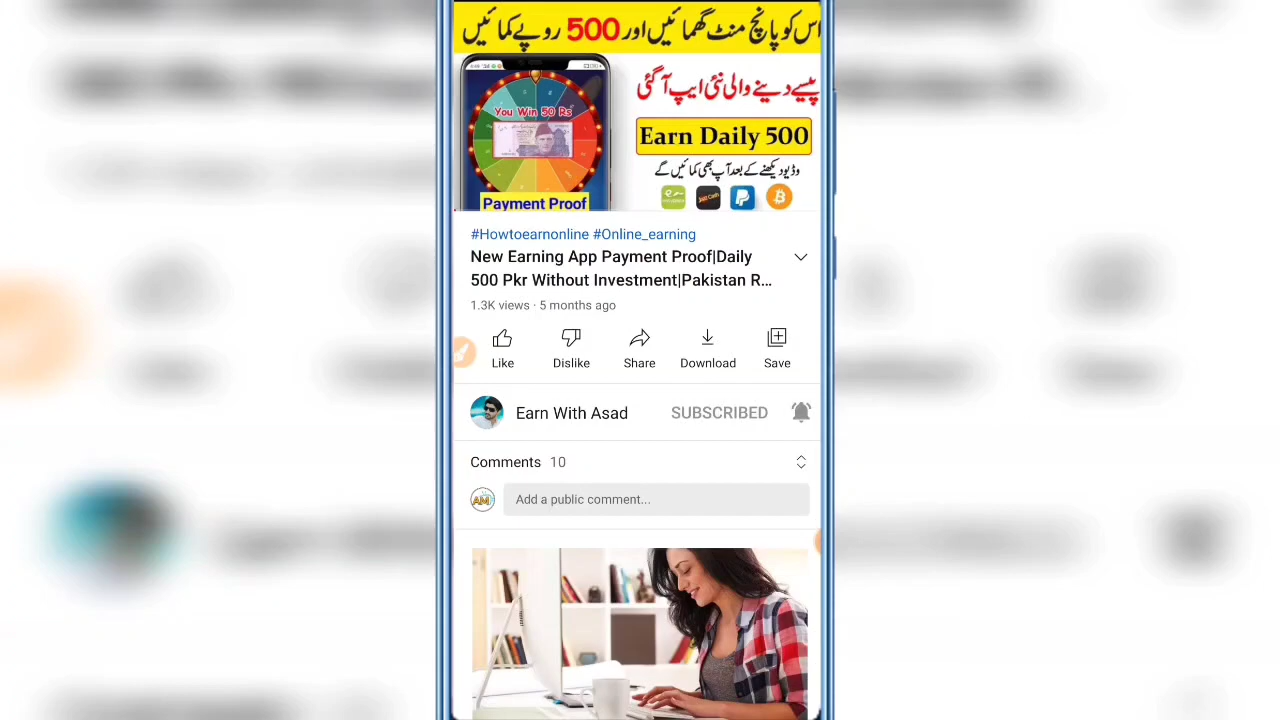 اس کو پانچ منٹ گھمائیں اور 500 روپے کمائیں
پیسے دینے والی نئی ایپ آ گئی
You Win 50 Rs
Earn Daily 500
وڈیو دیکھنے کے بعد آپ بھی کمائیں گے
Payment Proof
#Howtoearnonline #Online_earning
New Earning App Payment Proof|Daily
500 Pkr Without Investment|Pakistan R...
1.3K views · 5 months ago
Like Dislike Share Download Save
Earn With Asad SUBSCRIBED
Comments 10
AM
Add a public comment...